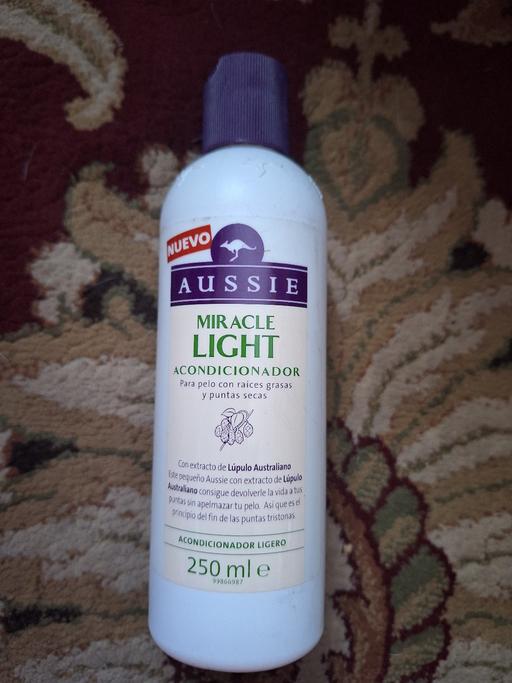 NUEVO
AUSSIE
MIRACLE
LIGHT
ACONDICIONADOR
Para pelo con raíces grasas
y puntas secas
Con extracto de Lúpulo Australiano
Este pequeño Aussie con extracto de Lúpulo
Australiano consigue devolverle la vida a tus
puntas sin apelmazar tu pelo. Así que es el
principio del fin de las puntas tristonas.
ACONDICIONADOR LIGERO
250 ml e
99866987